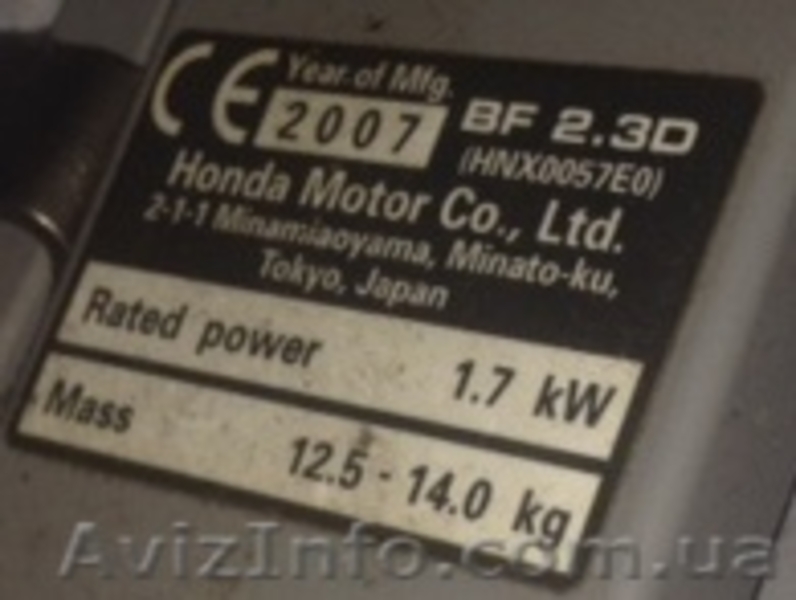 CE Year of Mfg.
2007 BF 2.3D
(HNX0057E0)
Honda Motor Co., Ltd.
2-1-1 Minamiaoyama, Minato-ku,
Tokyo, Japan
Rated power 1.7 kW
Mass 12.5 - 14.0 kg
AvizInfo.com.ua